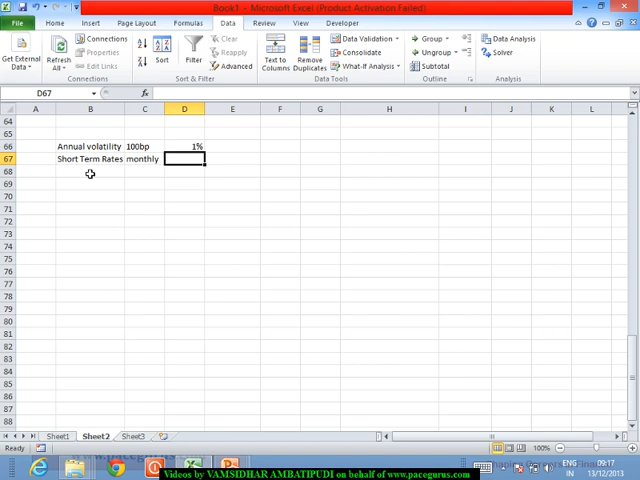 Book1 - Microsoft Excel (Product Activation Failed)
File Home Insert Page Layout Formulas Data Review View Developer
Get External Data
Refresh All
Connections
Properties
Edit Links
Connections
Sort
Filter
Clear
Reapply
Advanced
Sort & Filter
Text to Columns
Remove Duplicates
Data Validation
Consolidate
What-If Analysis
Data Tools
Group
Ungroup
Subtotal
Outline
Data Analysis
Solver
Analysis
D67 fx
A B C D E F G H I J K L
64
65
66 Annual volatility 100bp 1%
67 Short Term Rates monthly
68
69
70
71
72
73
74
75
76
77
78
79
80
81
82
83
84
85
86
87
88
Sheet1 Sheet2 Sheet3
Ready 100%
ENG 09:17
IN 13/12/2013
Videos by VAMSIDHAR AMBATIPUDI on behalf of www.pacegurus.com